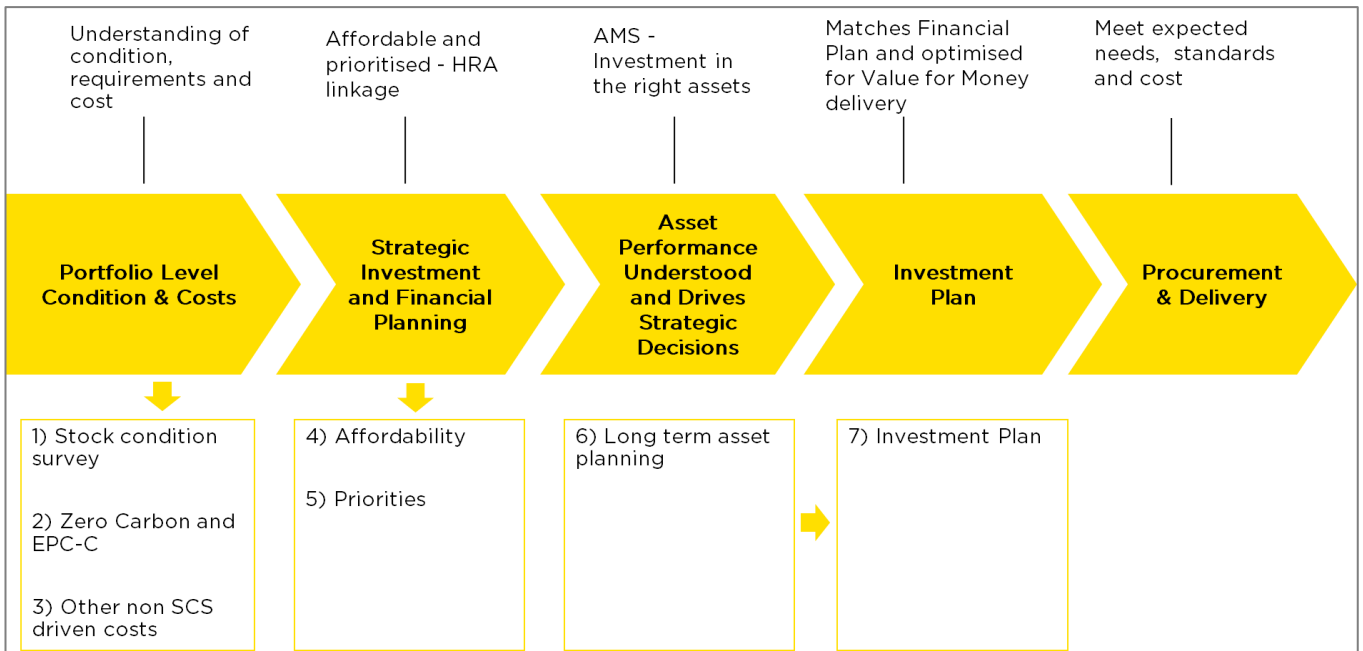 Understanding of
condition,
requirements and
cost
Affordable and
prioritised - HRA
linkage
AMS -
Investment in
the right assets
Matches Financial
Plan and optimised
for Value for Money
delivery
Meet expected
needs, standards
and cost
Portfolio Level
Condition & Costs
Strategic
Investment
and Financial
Planning
Asset
Performance
Understood
and Drives
Strategic
Decisions
Investment
Plan
Procurement
& Delivery
1) Stock condition
survey
2) Zero Carbon and
EPC-C
3) Other non SCS
driven costs
4) Affordability
5) Priorities
6) Long term asset
planning
7) Investment Plan